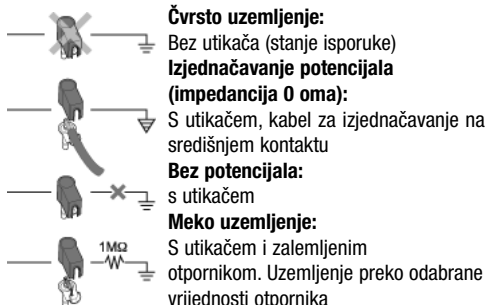 Čvrsto uzemljenje:
Bez utikača (stanje isporuke)
Izjednačavanje potencijala
(impedancija 0 oma):
S utikačem, kabel za izjednačavanje na
središnjem kontaktu
Bez potencijala:
s utikačem
Meko uzemljenje:
1MΩ
S utikačem i zalemljenim
otpornikom. Uzemljenje preko odabrane
vrijednosti otpornika